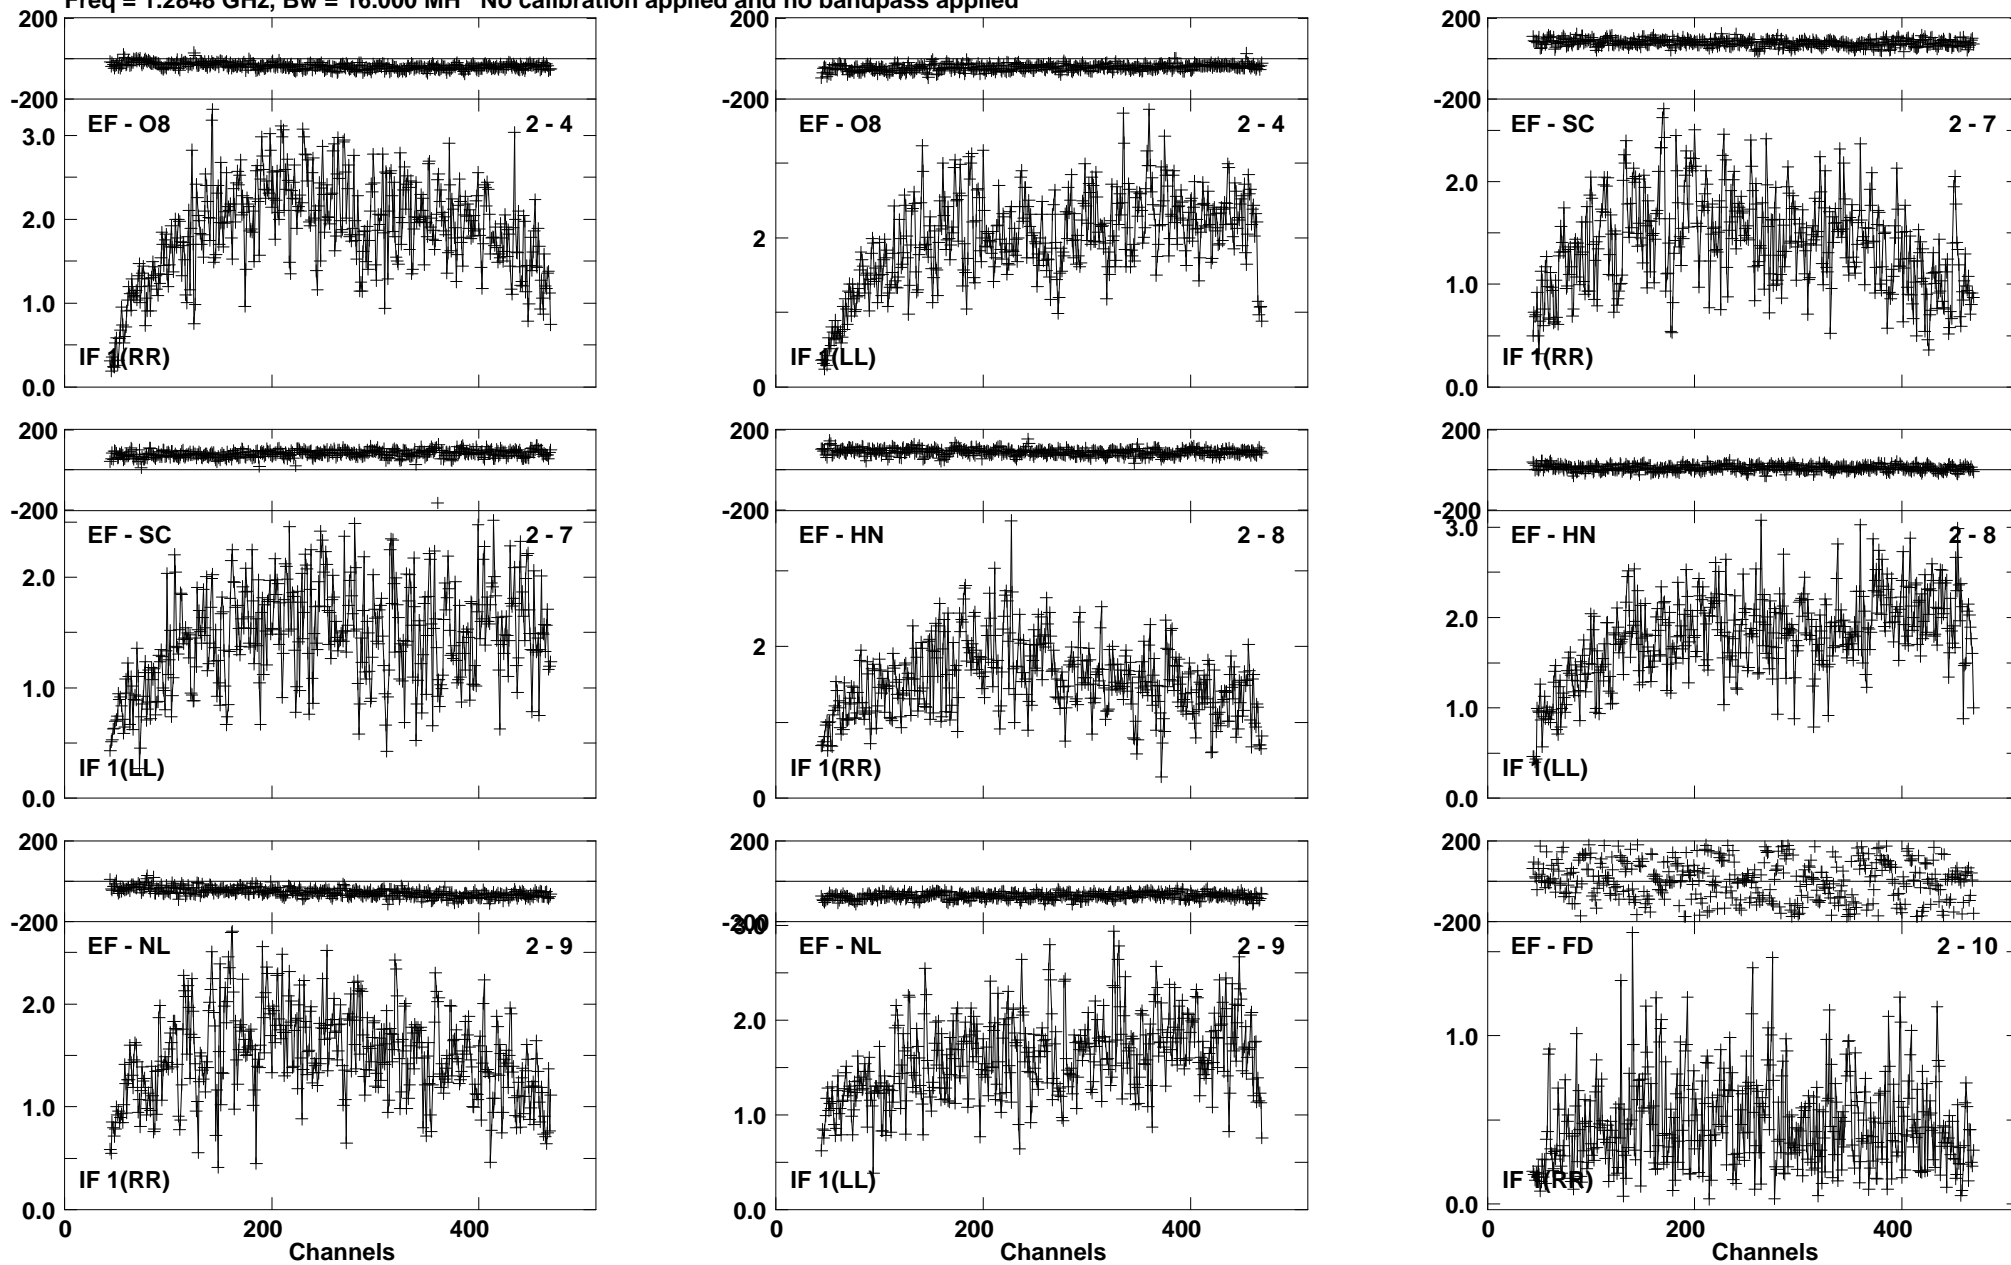 Freq = 1.2848 GHz, Bw = 16.000 MH No calibration applied and no bandpass applied
200
-200
EF - O8 2 - 4
3.0
2.0
1.0
0.0
IF 1(RR)
200
-200
EF - O8 2 - 4
2
0
IF 1(LL)
200
-200
EF - SC 2 - 7
2.0
1.0
0.0
IF 1(RR)
200
-200
EF - SC 2 - 7
2.0
1.0
0.0
IF 1(LL)
200
-200
EF - HN 2 - 8
2
0
IF 1(RR)
200
-200
3.0
EF - HN 2 - 8
2.0
1.0
0.0
IF 1(LL)
200
-200
EF - NL 2 - 9
2.0
1.0
0.0
IF 1(RR)
0 200 400
Channels
200
-200
3.0
EF - NL 2 - 9
2.0
1.0
0.0
IF 1(LL)
0 200 400
Channels
200
-200
EF - FD 2 - 10
1.0
0.0
IF 1(RR)
0 200 400
Channels